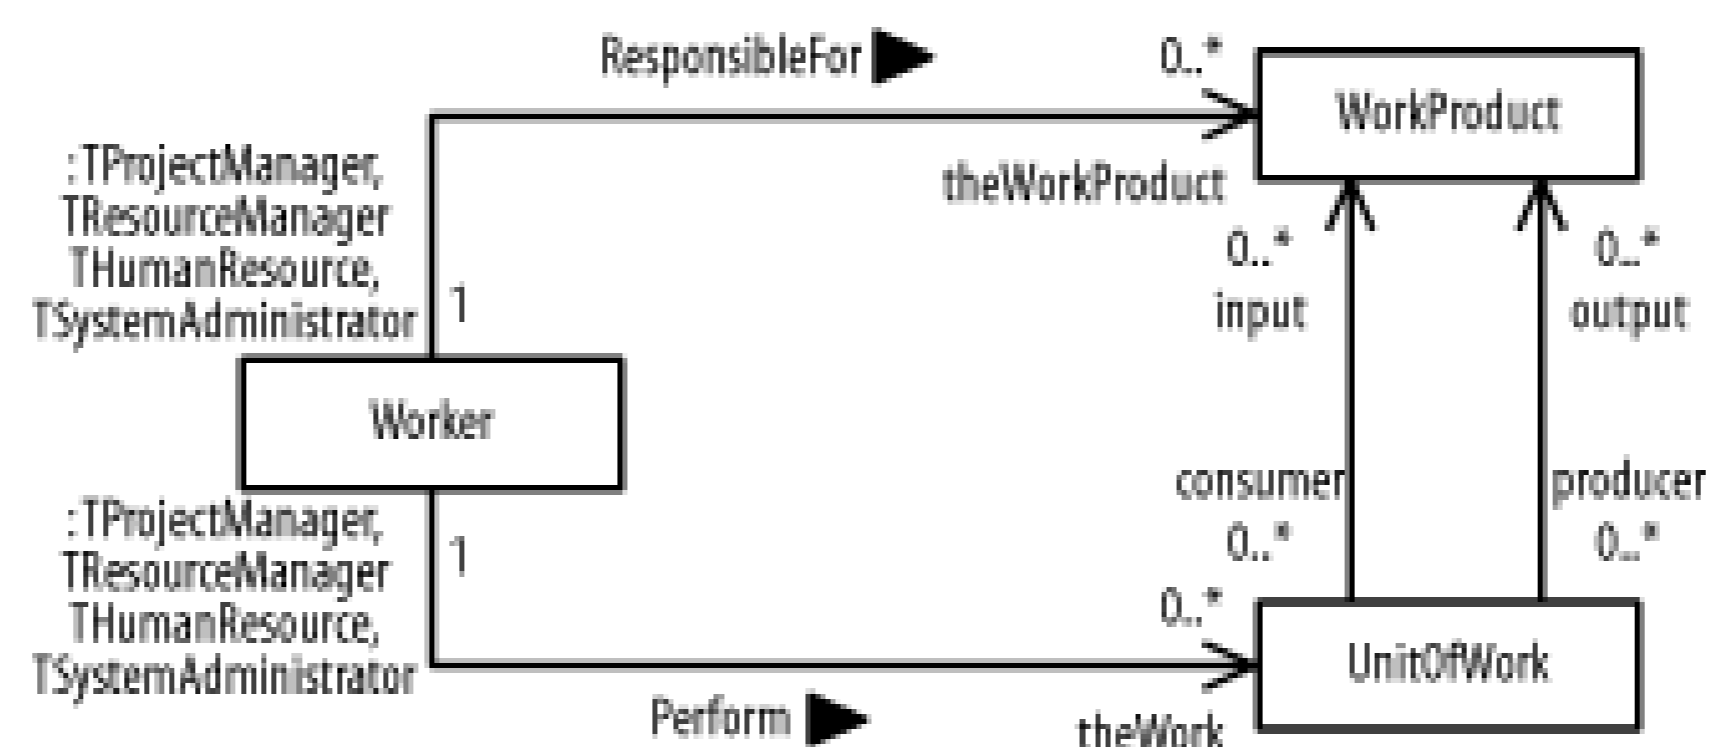 ResponsibleFor
0..*
WorkProduct
:TProjectManager,
TResourceManager
THumanResource,
TSystemAdministrator
1
theWorkProduct
0..*
input
0..*
output
Worker
:TProjectManager,
TResourceManager
THumanResource,
TSystemAdministrator
1
consumer
0..*
producer
0..*
0..*
UnitOfWork
Perform
theWork